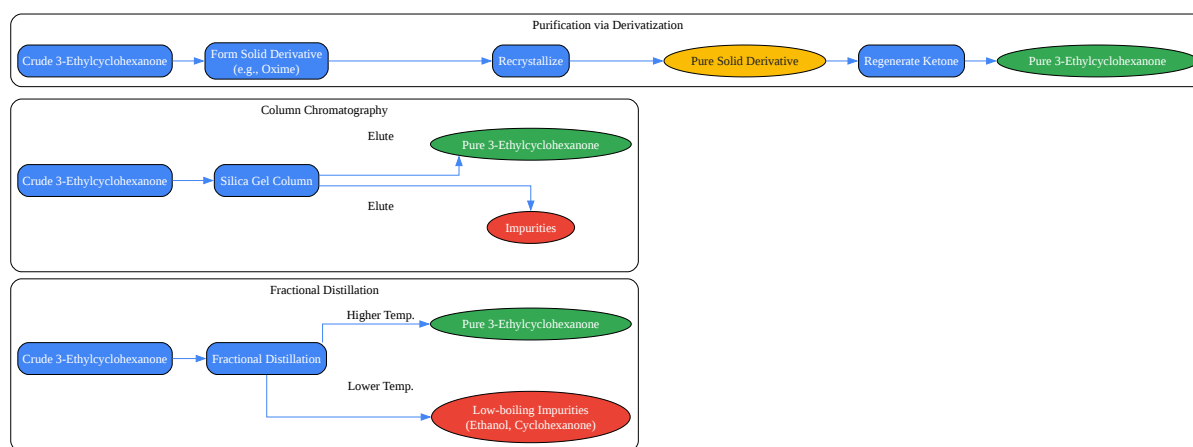 Purification via Derivatization
Crude 3-Ethylcyclohexanone
Form Solid Derivative
(e.g., Oxime)
Recrystallize
Pure Solid Derivative
Regenerate Ketone
Pure 3-Ethylcyclohexanone
Column Chromatography
Elute
Pure 3-Ethylcyclohexanone
Crude 3-Ethylcyclohexanone
Silica Gel Column
Elute
Impurities
Fractional Distillation
Higher Temp.
Pure 3-Ethylcyclohexanone
Crude 3-Ethylcyclohexanone
Fractional Distillation
Lower Temp.
Low-boiling Impurities
(Ethanol, Cyclohexanone)